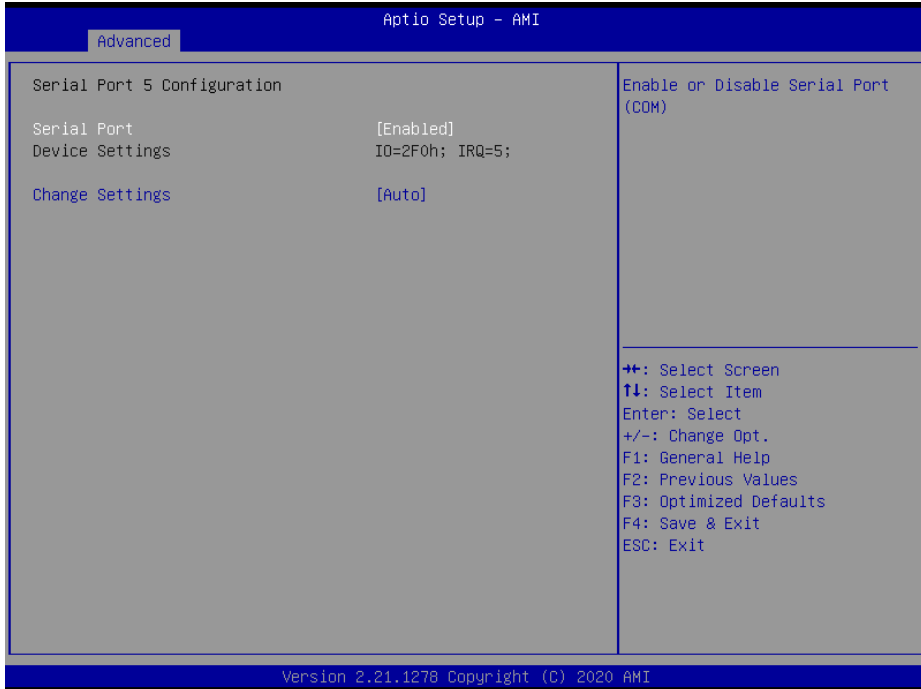 Aptio Setup – AMI
Advanced
Serial Port 5 Configuration
Serial Port [Enabled]
Device Settings IO=2F0h; IRQ=5;
Change Settings [Auto]
Enable or Disable Serial Port
(COM)
→←: Select Screen
↑↓: Select Item
Enter: Select
+/-: Change Opt.
F1: General Help
F2: Previous Values
F3: Optimized Defaults
F4: Save & Exit
ESC: Exit
Version 2.21.1278 Copyright (C) 2020 AMI